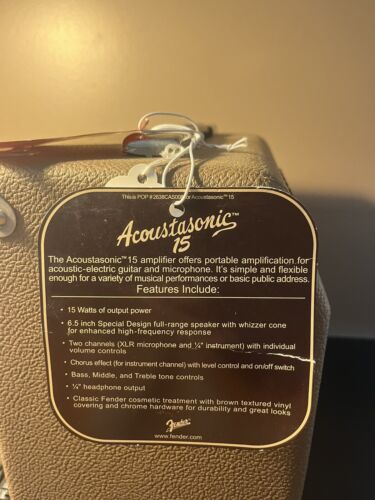 This is POP # Acoustasonic™ 15
Acoustasonic™
15
The Acoustasonic™15 amplifier offers portable amplification for
acoustic-electric guitar and microphone. It's simple and flexible
enough for a variety of musical performances or basic public address.
Features Include:
• 15 Watts of output power
• 6.5 inch Special Design full-range speaker with whizzer cone
for enhanced high-frequency response
• Two channels (XLR microphone and ¼" instrument) with individual
volume controls
• Chorus effect (for instrument channel) with level control and on/off switch
• Bass, Middle, and Treble tone controls
• ¼" headphone output
• Classic Fender cosmetic treatment with brown textured vinyl
covering and chrome hardware for durability and great looks
Fender
www.fender.com